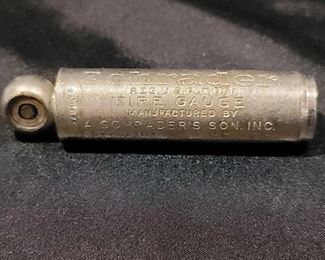 Schrader
TIRE GAUGE
MANUFACTURED BY
A. SCHRADER'S SON, INC.